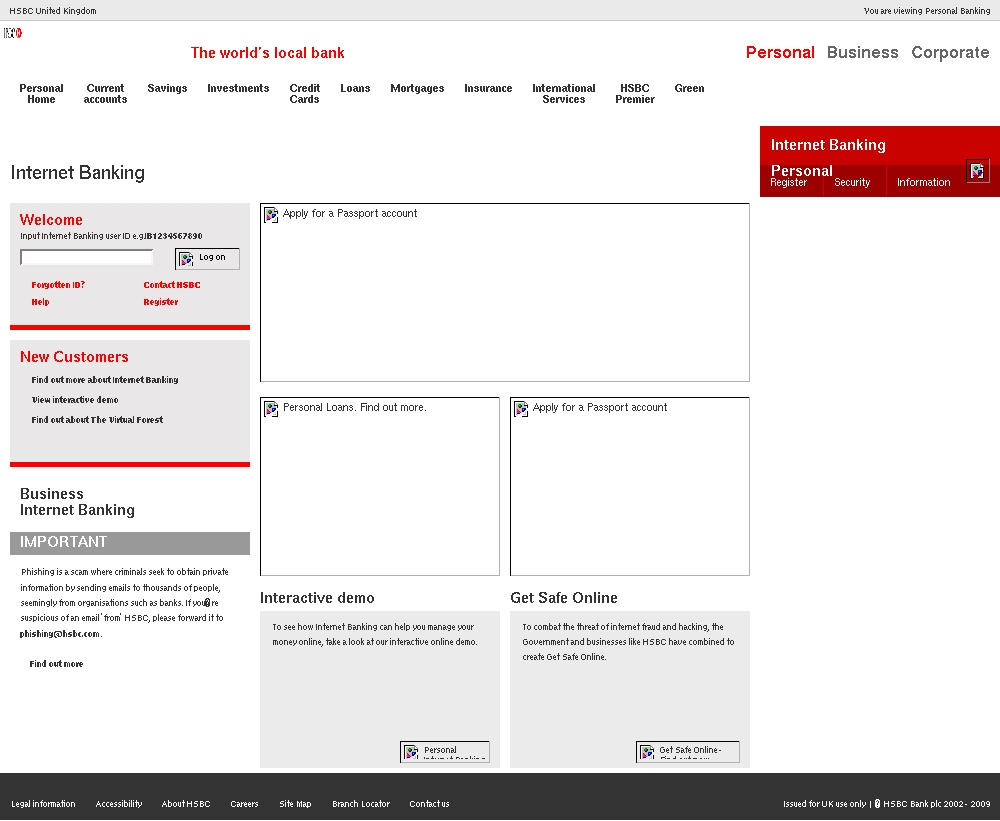 HSBC United Kingdom
You are viewing Personal Banking
The world's local bank
Personal Business Corporate
Personal Home
Current accounts
Savings
Investments
Credit Cards
Loans
Mortgages
Insurance
International Services
HSBC Premier
Green
Internet Banking
Personal
Register
Security
Information
Internet Banking
Welcome
Input Internet Banking user ID e.g.IB1234567890
Log on
Forgotten ID?
Contact HSBC
Help
Register
New Customers
Find out more about Internet Banking
View interactive demo
Find out about The Virtual Forest
Business
Internet Banking
IMPORTANT
Phishing is a scam where criminals seek to obtain private
information by sending emails to thousands of people,
seemingly from organisations such as banks. If you�re
suspicious of an email 'from' HSBC, please forward it to
phishing@hsbc.com.
Find out more
Apply for a Passport account
Personal Loans. Find out more.
Apply for a Passport account
Interactive demo
To see how Internet Banking can help you manage your
money online, take a look at our interactive online demo.
Personal
Internet Banking
Get Safe Online
To combat the threat of internet fraud and hacking, the
Government and businesses like HSBC have combined to
create Get Safe Online.
Get Safe Online-
Find out more
Legal information
Accessibility
About HSBC
Careers
Site Map
Branch Locator
Contact us
Issued for UK use only | � HSBC Bank plc 2002 - 2009